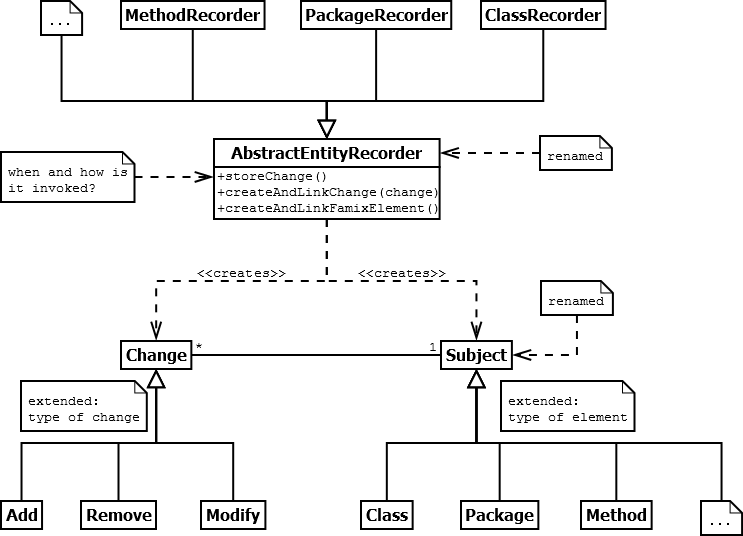 ...
MethodRecorder
PackageRecorder
ClassRecorder
AbstractEntityRecorder
+storeChange()
+createAndLinkChange(change)
+createAndLinkFamixElement()
when and how is
it invoked?
renamed
<<creates>>
<<creates>>
renamed
Change
*
1
Subject
extended:
type of change
extended:
type of element
Add
Remove
Modify
Class
Package
Method
...